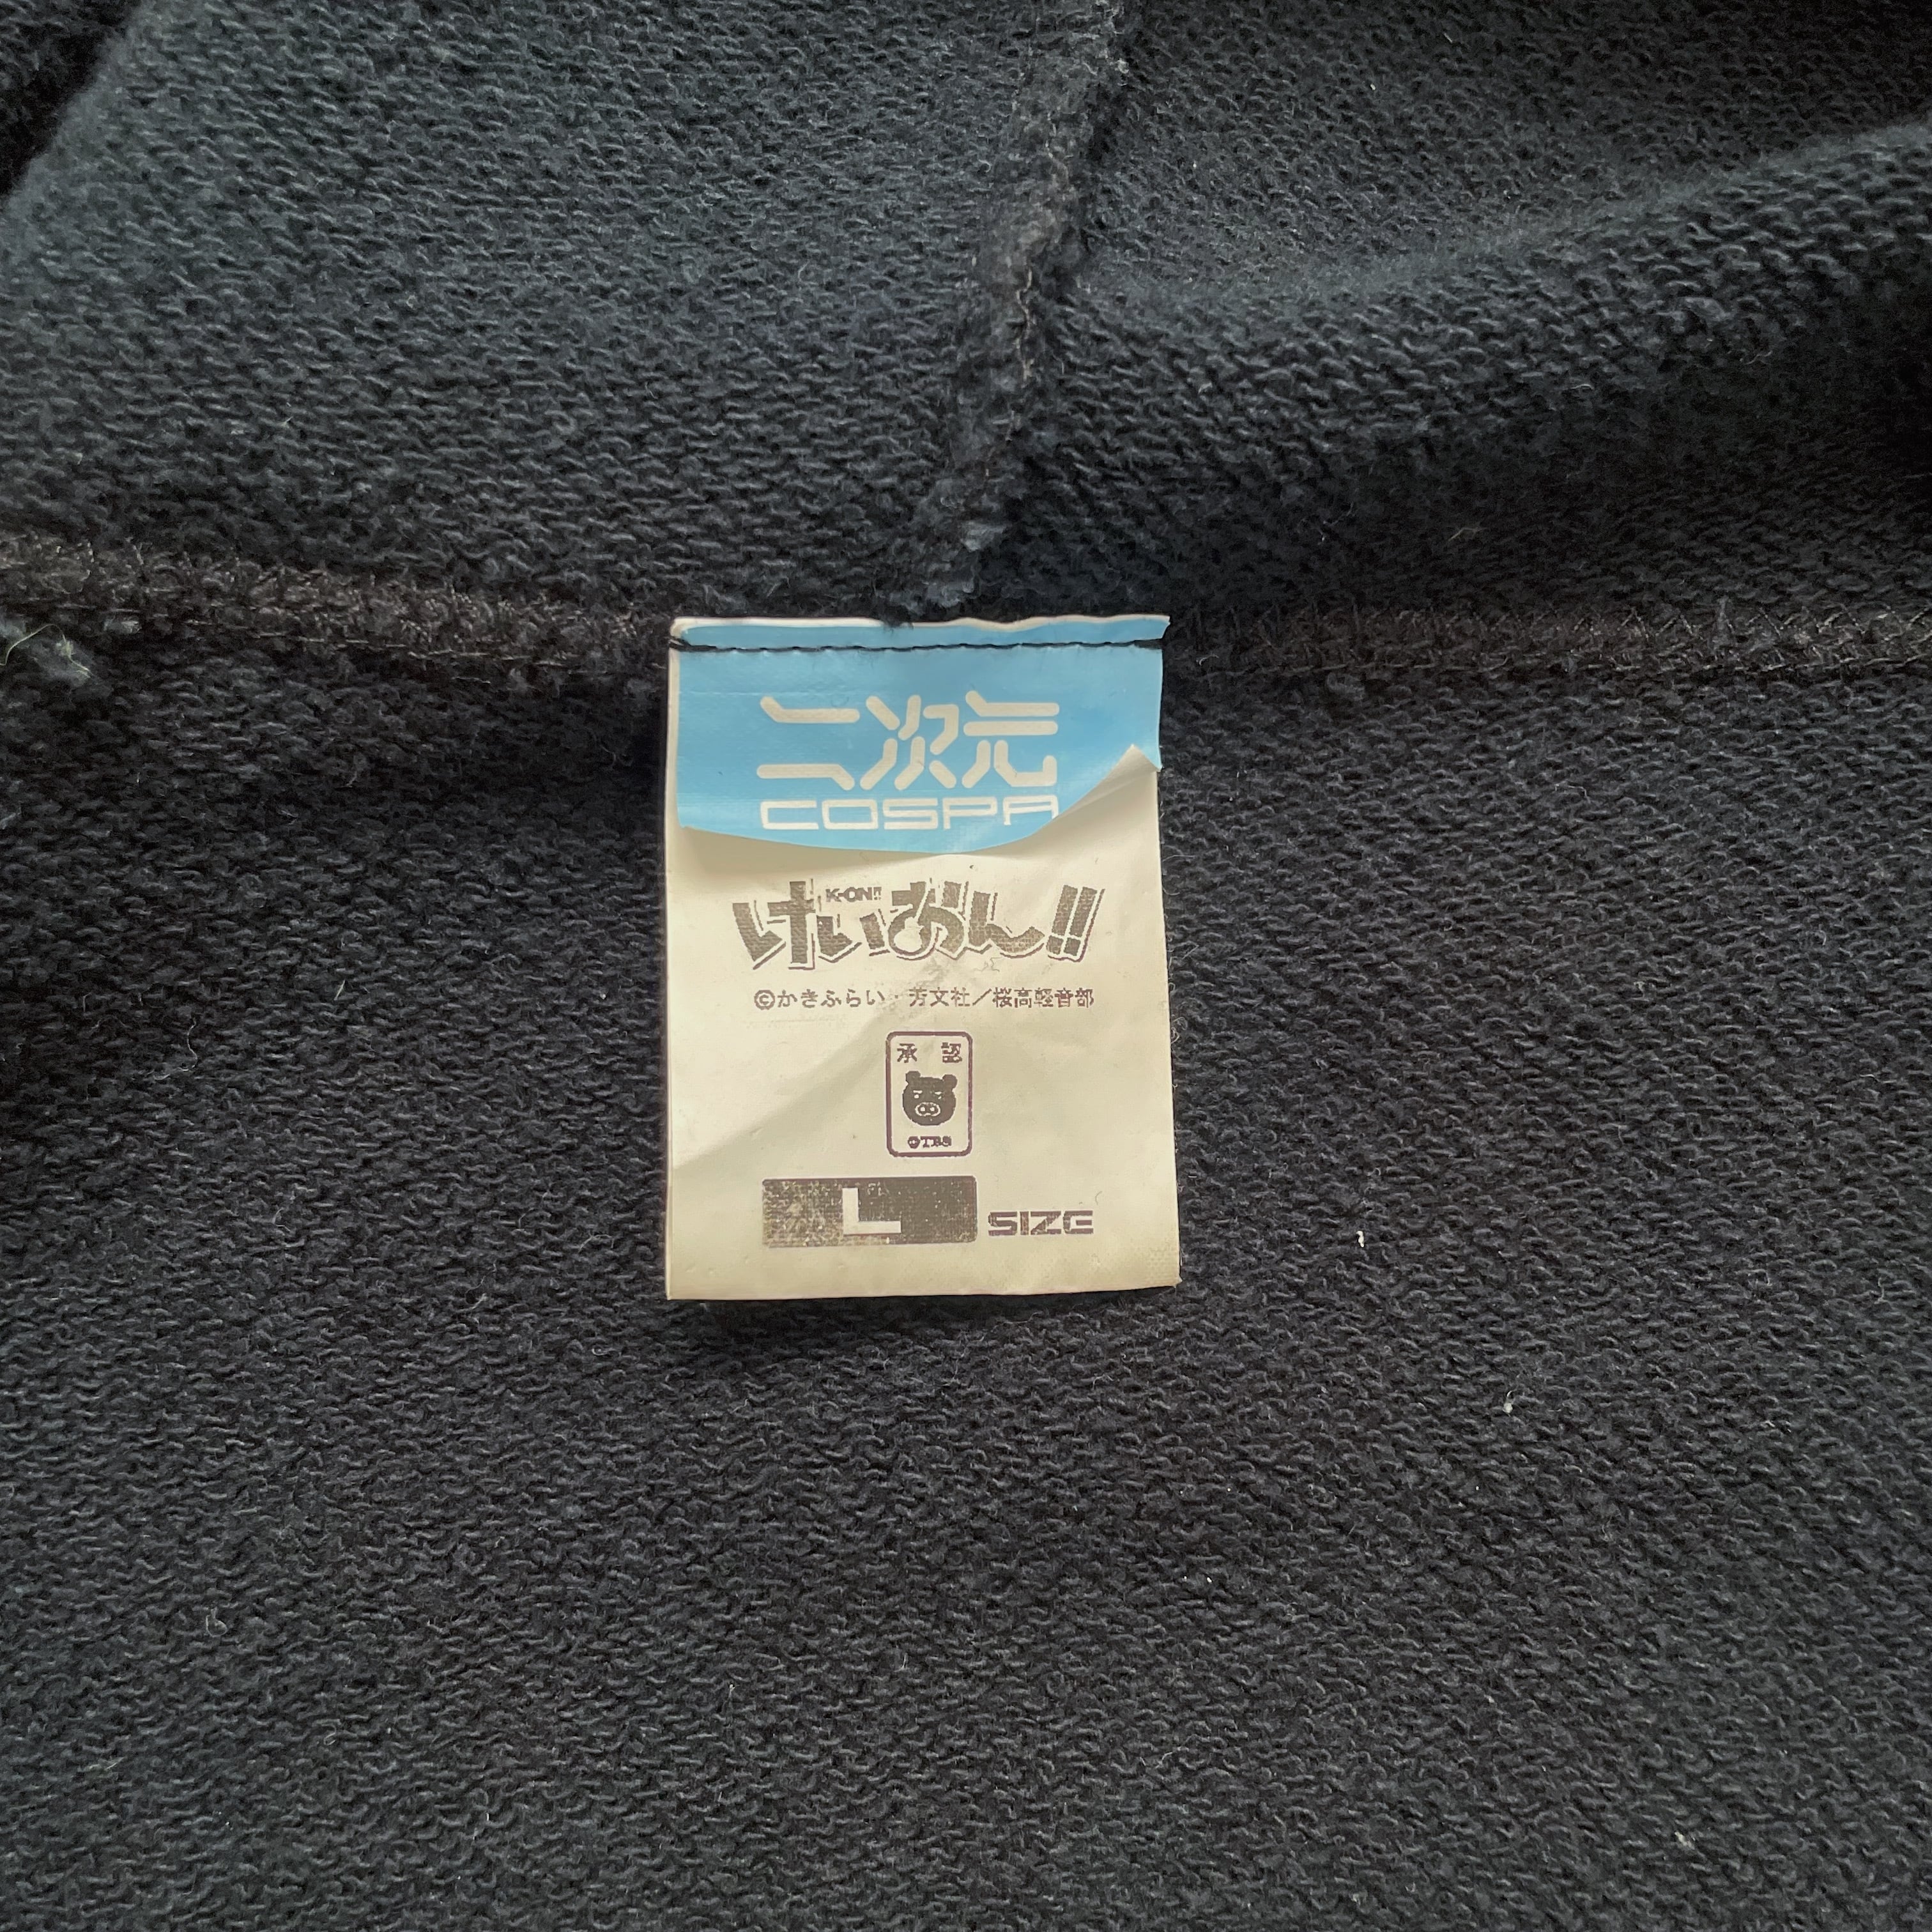 二次元
COSPA
K-ON!!
けいおん!!
©かきふらい・芳文社／桜高軽音部
承認
©TBS
L SIZE